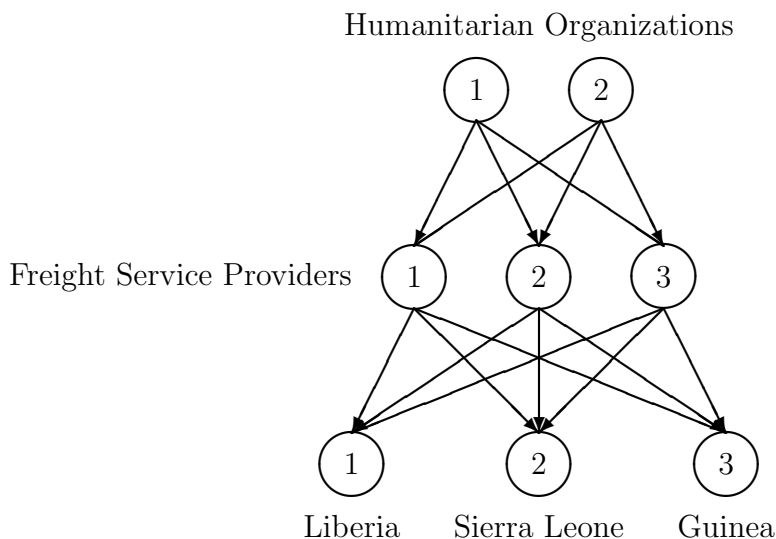 Humanitarian Organizations
1 2
Freight Service Providers 1 2 3
1 2 3
Liberia Sierra Leone Guinea